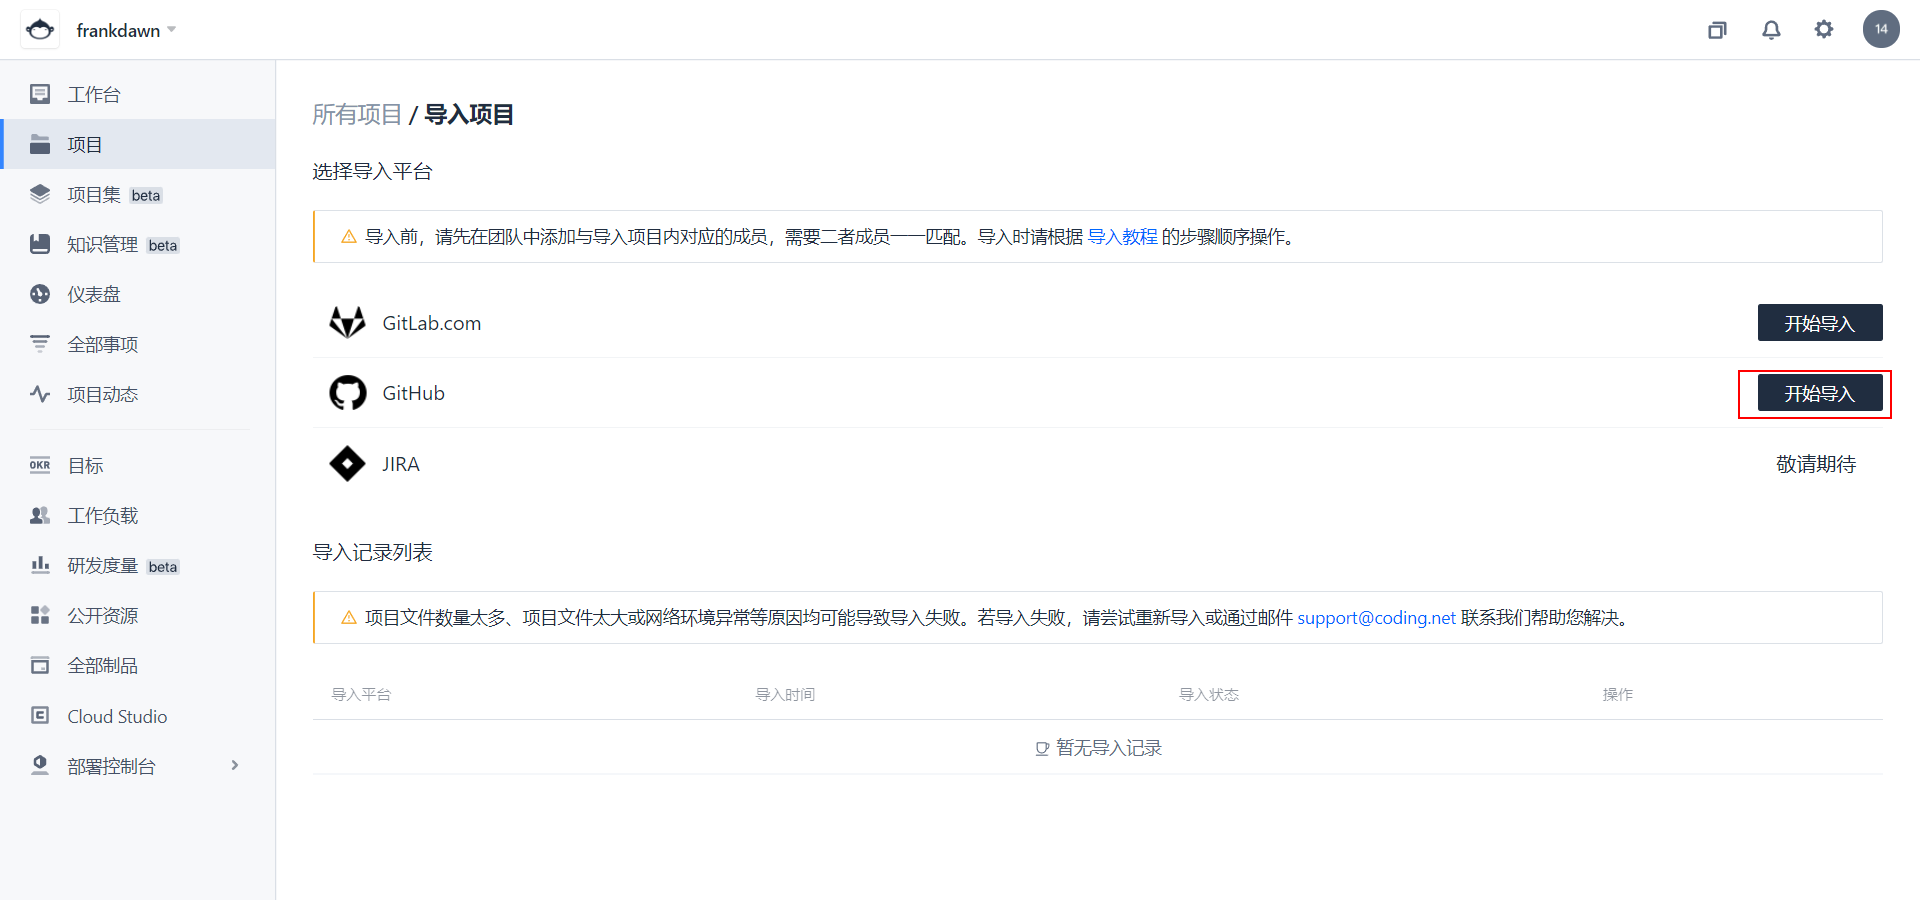 frankdawn
14
工作台
项目
项目集 beta
知识管理 beta
仪表盘
全部事项
项目动态
OKR 目标
工作负载
研发度量 beta
公开资源
全部制品
Cloud Studio
部署控制台
所有项目 / 导入项目
选择导入平台
导入前，请先在团队中添加与导入项目内对应的成员，需要二者成员一一匹配。导入时请根据 导入教程 的步骤顺序操作。
GitLab.com 开始导入
GitHub 开始导入
JIRA 敬请期待
导入记录列表
项目文件数量太多、项目文件太大或网络环境异常等原因均可能导致导入失败。若导入失败，请尝试重新导入或通过邮件 support@coding.net 联系我们帮助您解决。
导入平台 导入时间 导入状态 操作
暂无导入记录